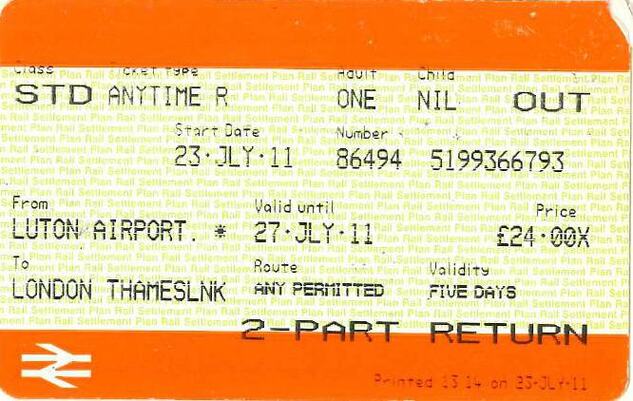 Class Ticket type Adult Child
STD ANYTIME R ONE NIL OUT
Start Date Number
23·JLY·11 86494 5199366793
From Valid until Price
LUTON AIRPORT. * 27·JLY·11 £24·00X
To Route Validity
LONDON THAMESLNK ANY PERMITTED FIVE DAYS
2-PART RETURN
Printed 13 14 on 23·JLY·11